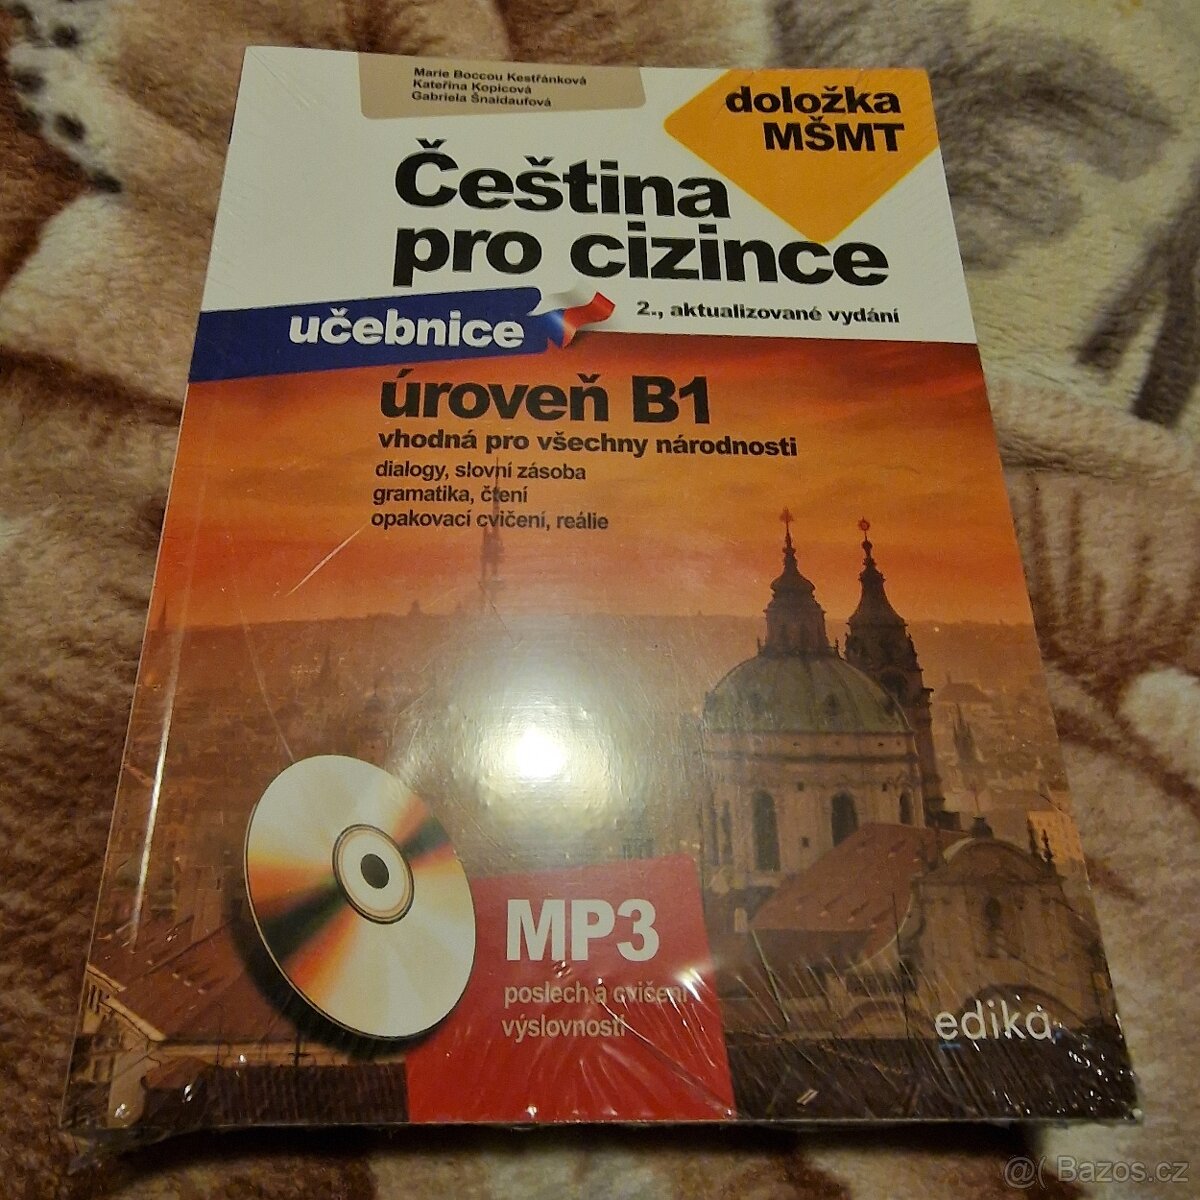 Marie Boccou Kestřánková
Kateřina Kopicová
Gabriela Šnaidaufová
doložka
MŠMT
Čeština
pro cizince
2., aktualizované vydání
učebnice
úroveň B1
vhodná pro všechny národnosti
dialogy, slovní zásoba
gramatika, čtení
opakovací cvičení, reálie
MP3
poslech a cvičení
výslovnosti
edika
@( Bazos.cz